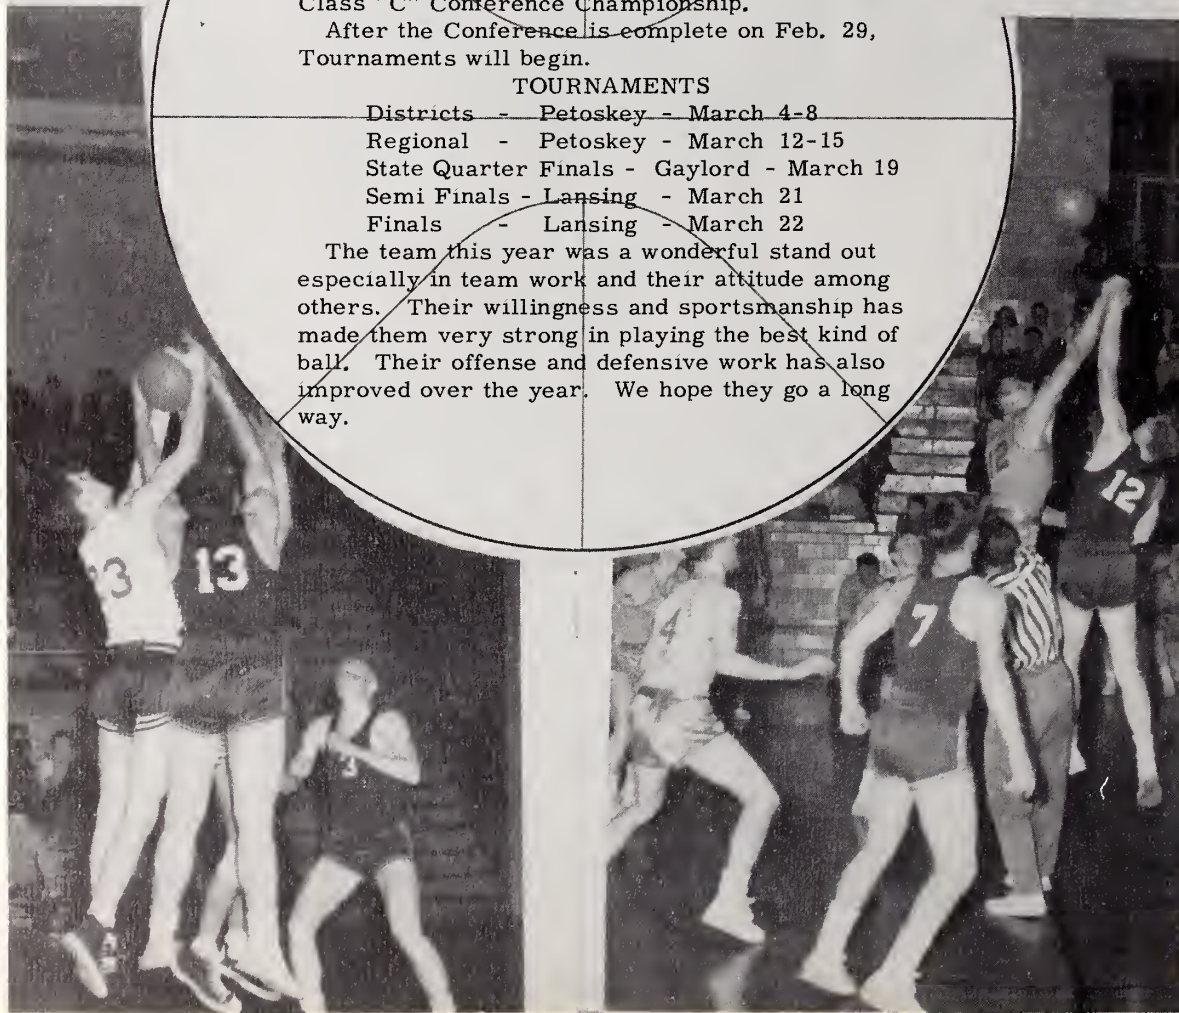 Class "C" Conference Championship.
After the Conference is complete on Feb. 29,
Tournaments will begin.
TOURNAMENTS
Districts - Petoskey - March 4-8
Regional - Petoskey - March 12-15
State Quarter Finals - Gaylord - March 19
Semi Finals - Lansing - March 21
Finals - Lansing - March 22
The team this year was a wonderful stand out
especially in team work and their attitude among
others. Their willingness and sportsmanship has
made them very strong in playing the best kind of
ball. Their offense and defensive work has also
improved over the year. We hope they go a long
way.
13
3
12
7